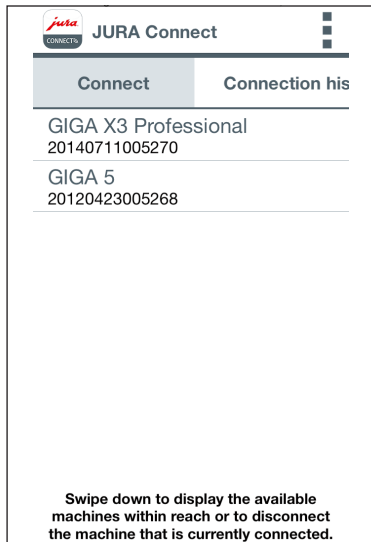 jura
CONNECT®
JURA Connect
Connect
Connection his
GIGA X3 Professional
20140711005270
GIGA 5
20120423005268
Swipe down to display the available
machines within reach or to disconnect
the machine that is currently connected.